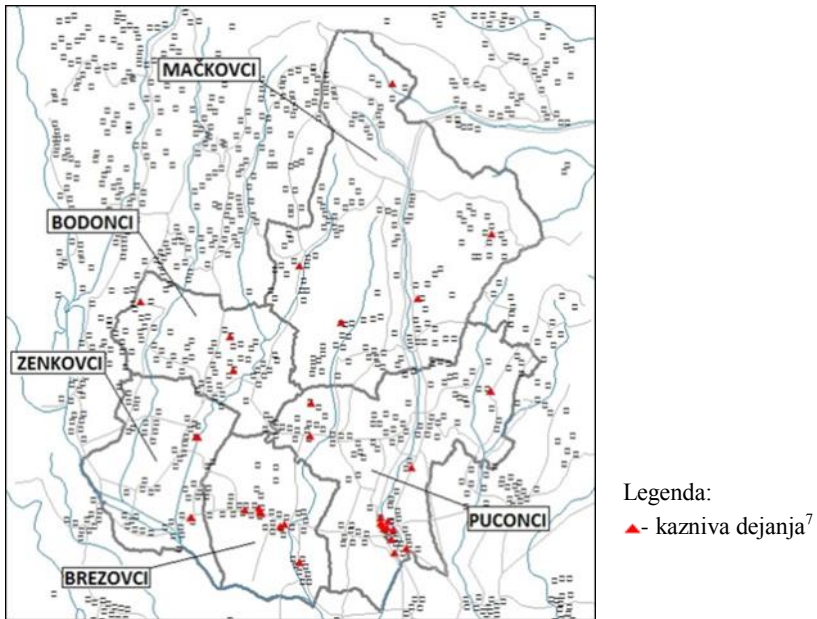 MAČKOVCI
BODONCI
ZENKOVCI
PUCONCI
BREZOVCI
Legenda:
- kazniva dejanja⁷